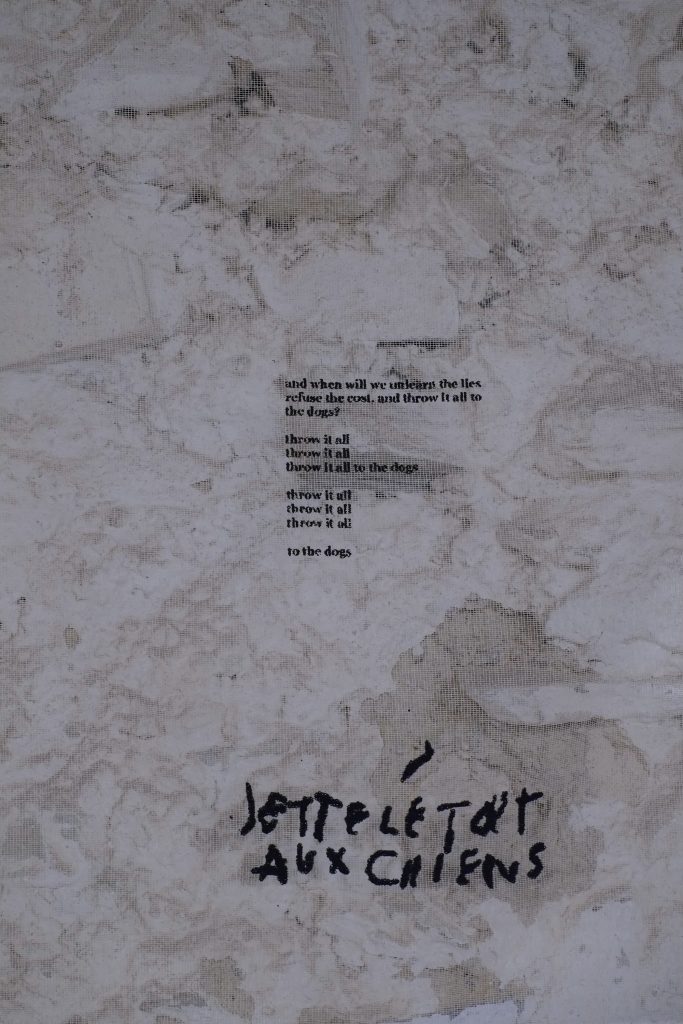 and when will we unlearn the lies
refuse the cost, and throw it all to
the dogs?
throw it all
throw it all
throw it all to the dogs
throw it all
throw it all
throw it all
to the dogs
JETTE L'ÉTAT
AUX CHIENS